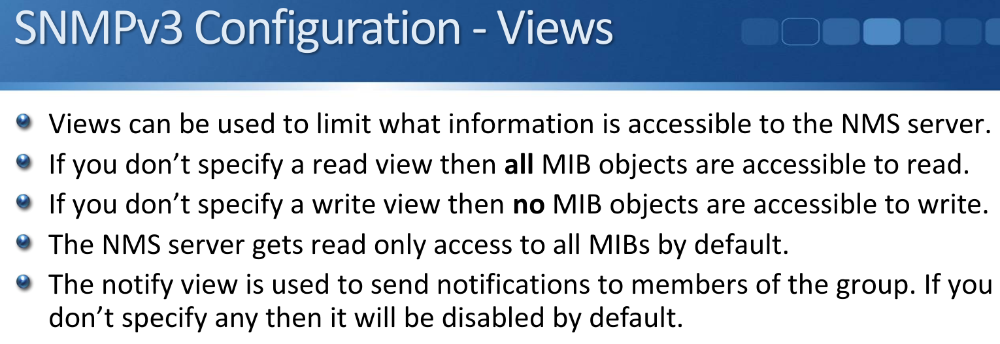 SNMPv3 Configuration - Views
Views can be used to limit what information is accessible to the NMS server.
If you don’t specify a read view then all MIB objects are accessible to read.
If you don’t specify a write view then no MIB objects are accessible to write.
The NMS server gets read only access to all MIBs by default.
The notify view is used to send notifications to members of the group. If you
don’t specify any then it will be disabled by default.